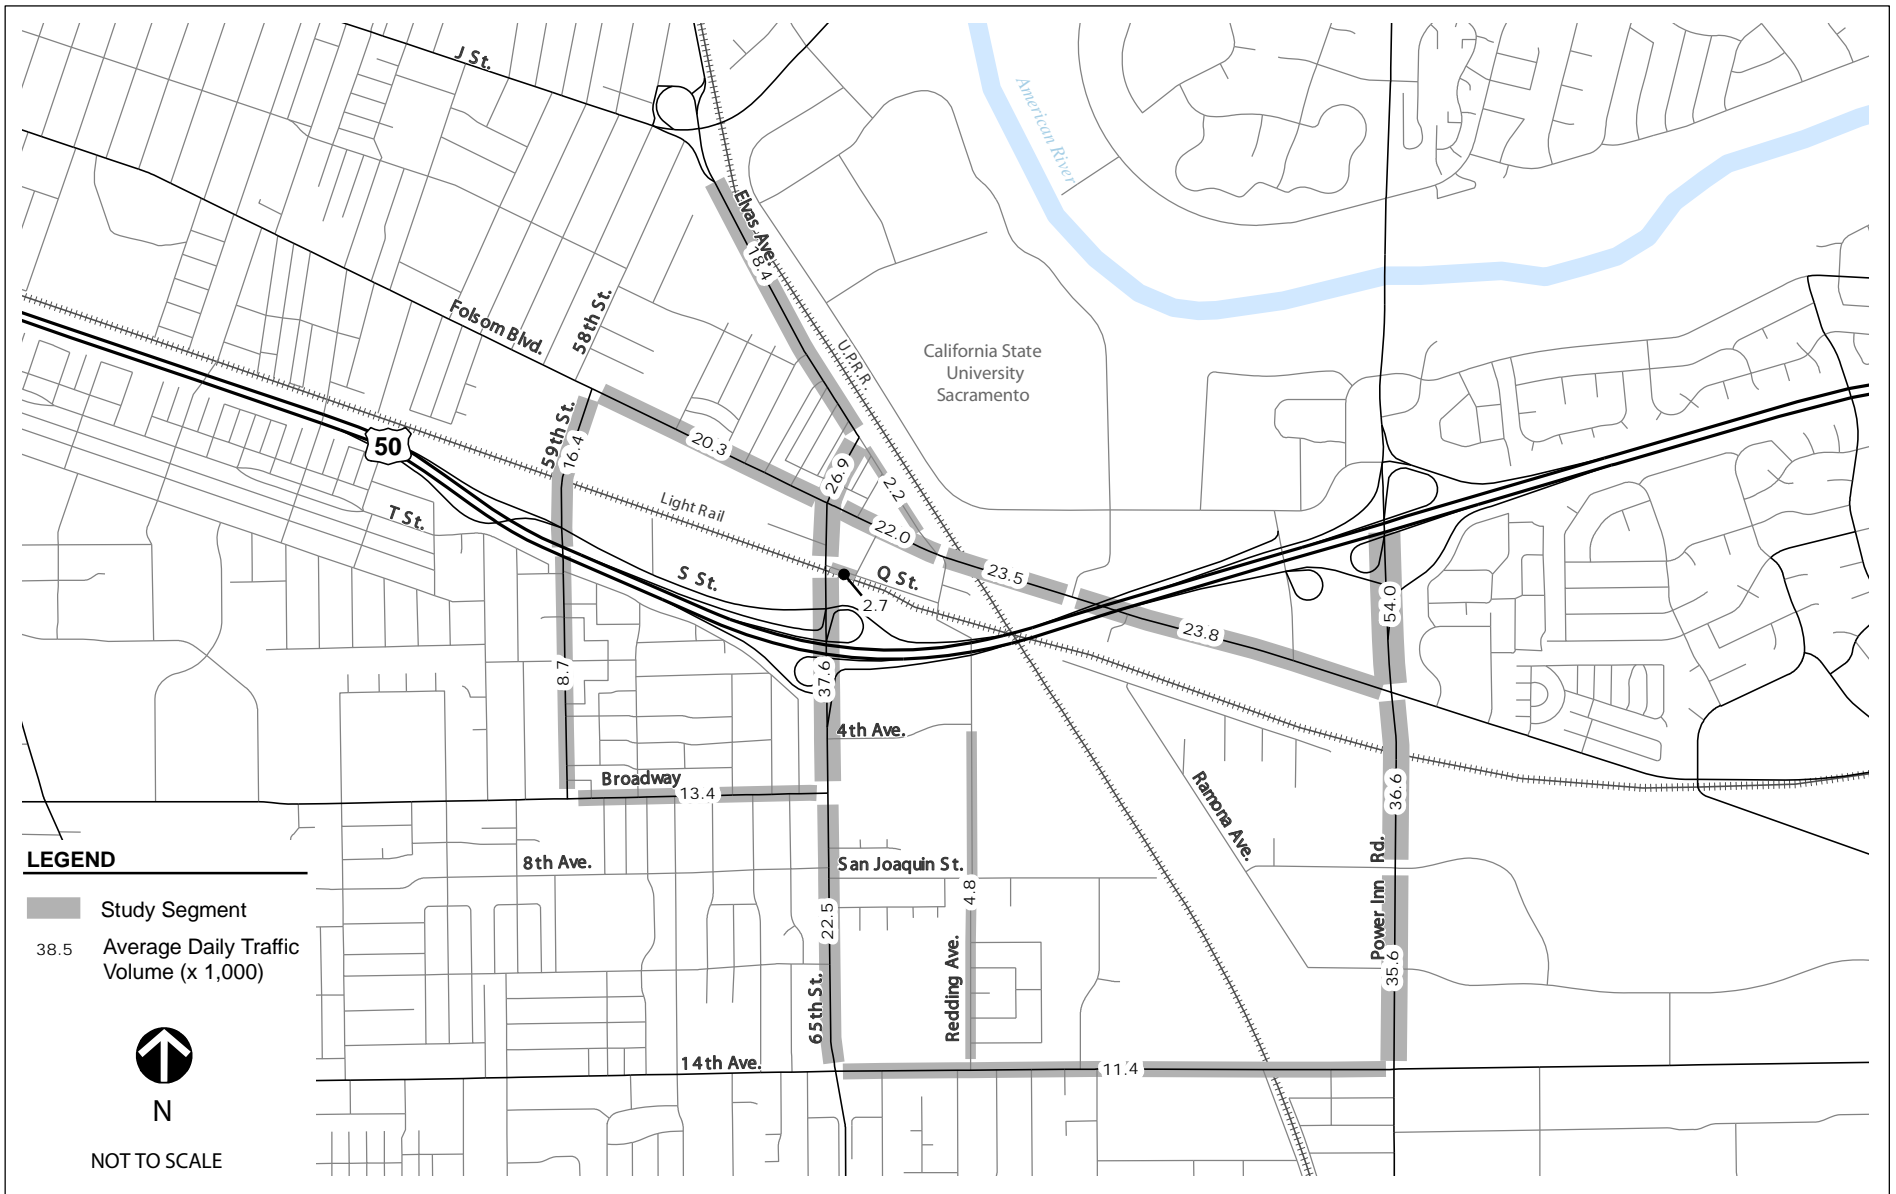 J St.
American River
Elvas Ave.
18.4
58th St.
Folsom Blvd.
U.P.R.R.
California State
University
Sacramento
50
59th St.
16.4
20.3
26.9
2.2
Light Rail
T St.
22.0
23.5
S St.
Q St.
2.7
54.0
23.8
8.7
37.6
4th Ave.
Broadway
13.4
Ramona Ave.
36.6
LEGEND
Study Segment
38.5
Average Daily Traffic
Volume (x 1,000)
N
NOT TO SCALE
8th Ave.
San Joaquin St.
4.8
22.5
Power Inn Rd.
35.6
Redding Ave.
65th St.
14th Ave.
11.4